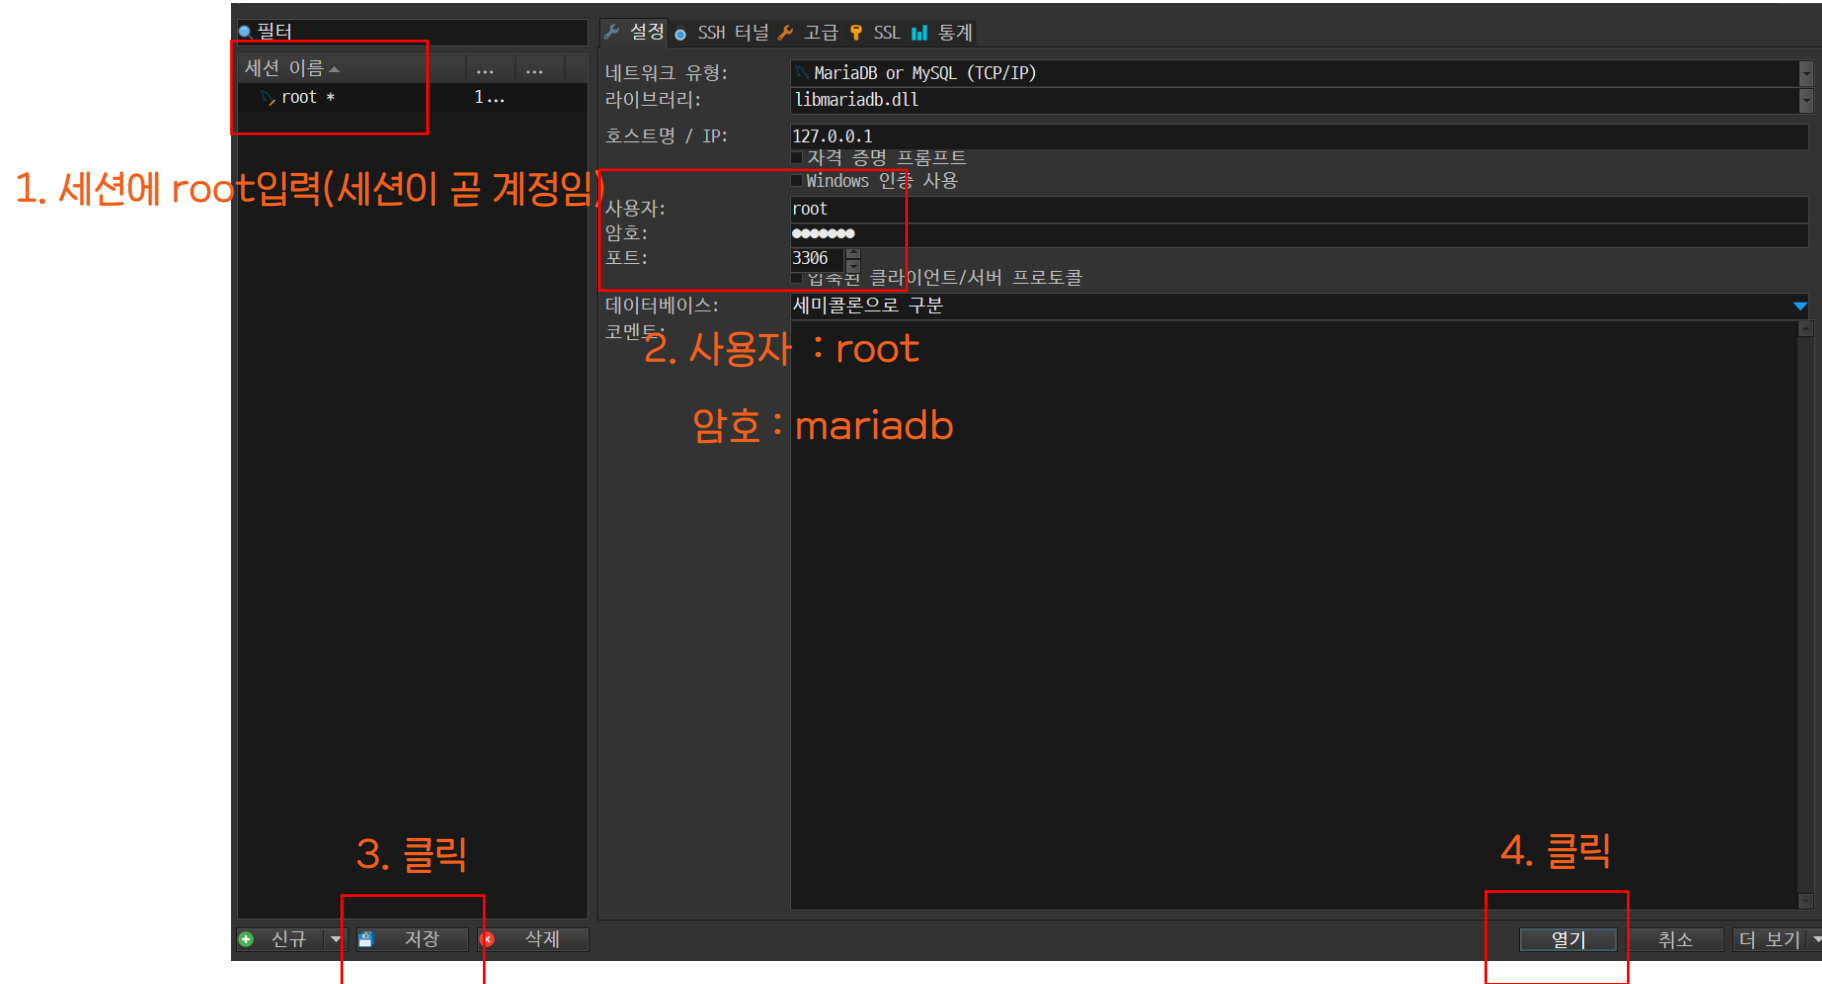 필터
세션 이름 ... ...
root * 1...
1. 세션에 root입력(세션이 곧 계정임)
설정 SSH 터널 고급 SSL 통계
네트워크 유형: MariaDB or MySQL (TCP/IP)
라이브러리: libmariadb.dll
호스트명 / IP: 127.0.0.1
자격 증명 프롬프트
Windows 인증 사용
사용자: root
암호: ●●●●●●●
포트: 3306
압축된 클라이언트/서버 프로토콜
데이터베이스: 세미콜론으로 구분
코멘트:
2. 사용자 : root
암호 : mariadb
3. 클릭
4. 클릭
신규 저장 삭제
열기 취소 더 보기